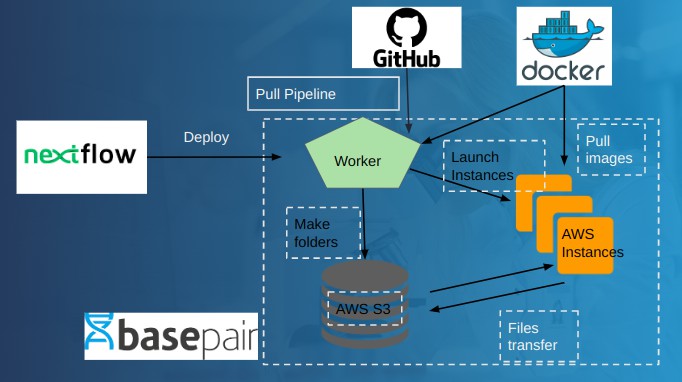 GitHub
docker
Pull Pipeline
nextflow
Deploy
Worker
Launch
Instances
Pull
images
Make
folders
AWS
Instances
AWS S3
Files
transfer
basepair